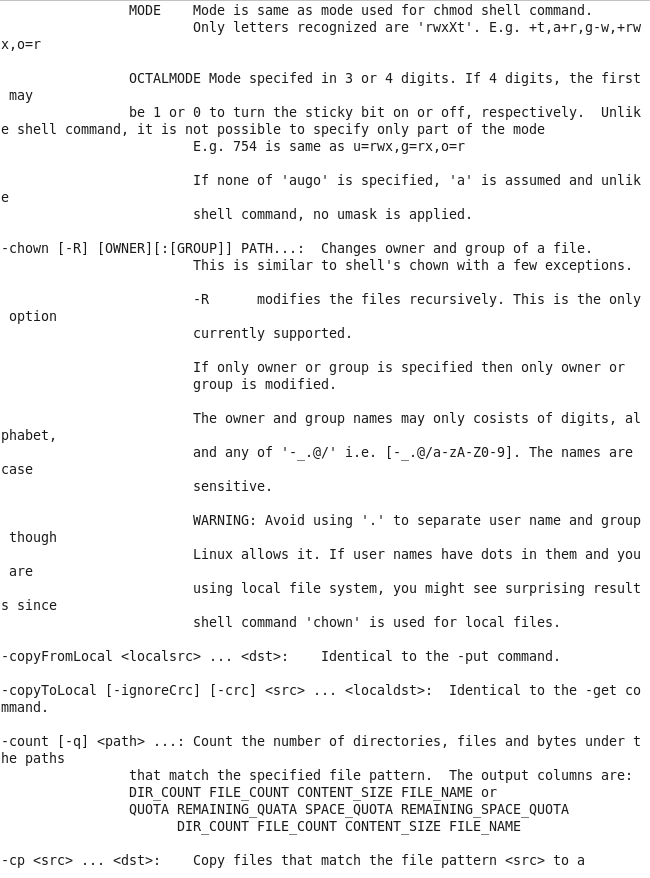 MODE    Mode is same as mode used for chmod shell command.
Only letters recognized are 'rwxXt'. E.g. +t,a+r,g-w,+rw
x,o=r
OCTALMODE Mode specifed in 3 or 4 digits. If 4 digits, the first
may
be 1 or 0 to turn the sticky bit on or off, respectively.  Unlik
e shell command, it is not possible to specify only part of the mode
E.g. 754 is same as u=rwx,g=rx,o=r
If none of 'augo' is specified, 'a' is assumed and unlik
e
shell command, no umask is applied.
-chown [-R] [OWNER][:[GROUP]] PATH...:  Changes owner and group of a file.
This is similar to shell's chown with a few exceptions.
-R      modifies the files recursively. This is the only
option
currently supported.
If only owner or group is specified then only owner or
group is modified.
The owner and group names may only cosists of digits, al
phabet,
and any of '-_.@/' i.e. [-_.@/a-zA-Z0-9]. The names are
case
sensitive.
WARNING: Avoid using '.' to separate user name and group
though
Linux allows it. If user names have dots in them and you
are
using local file system, you might see surprising result
s since
shell command 'chown' is used for local files.
-copyFromLocal <localsrc> ... <dst>:    Identical to the -put command.
-copyToLocal [-ignoreCrc] [-crc] <src> ... <localdst>:  Identical to the -get co
mmand.
-count [-q] <path> ...: Count the number of directories, files and bytes under t
he paths
that match the specified file pattern.  The output columns are:
DIR_COUNT FILE_COUNT CONTENT_SIZE FILE_NAME or
QUOTA REMAINING_QUATA SPACE_QUOTA REMAINING_SPACE_QUOTA
DIR_COUNT FILE_COUNT CONTENT_SIZE FILE_NAME
-cp <src> ... <dst>:    Copy files that match the file pattern <src> to a